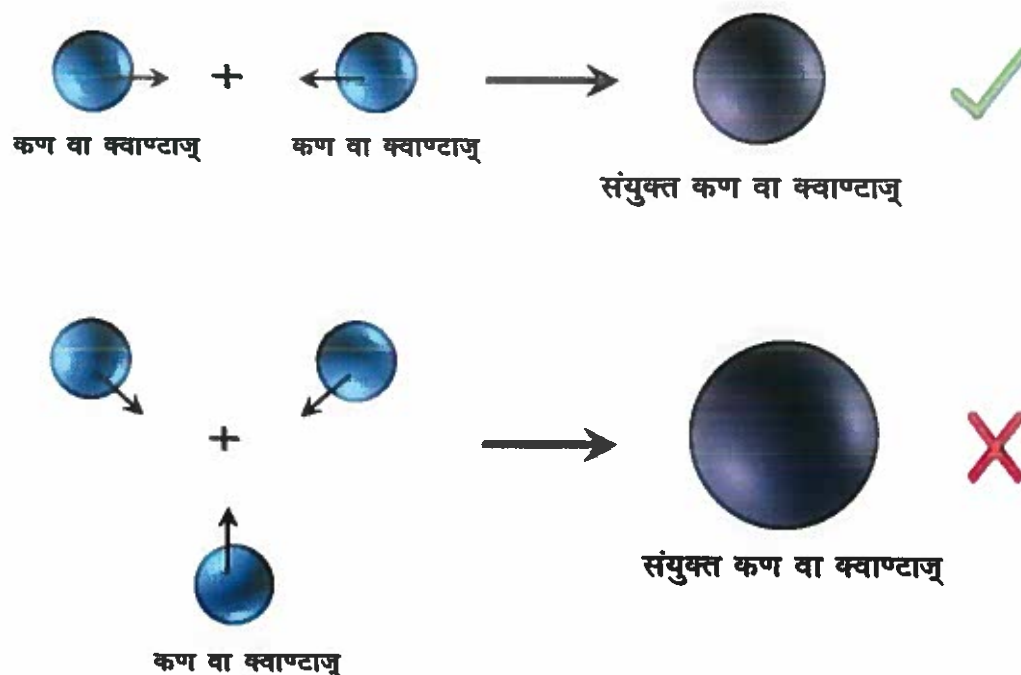 +
कण वा क्वाण्टाज् कण वा क्वाण्टाज्
संयुक्त कण वा क्वाण्टाज्
+
संयुक्त कण वा क्वाण्टाज्
कण वा क्वाण्टाज्